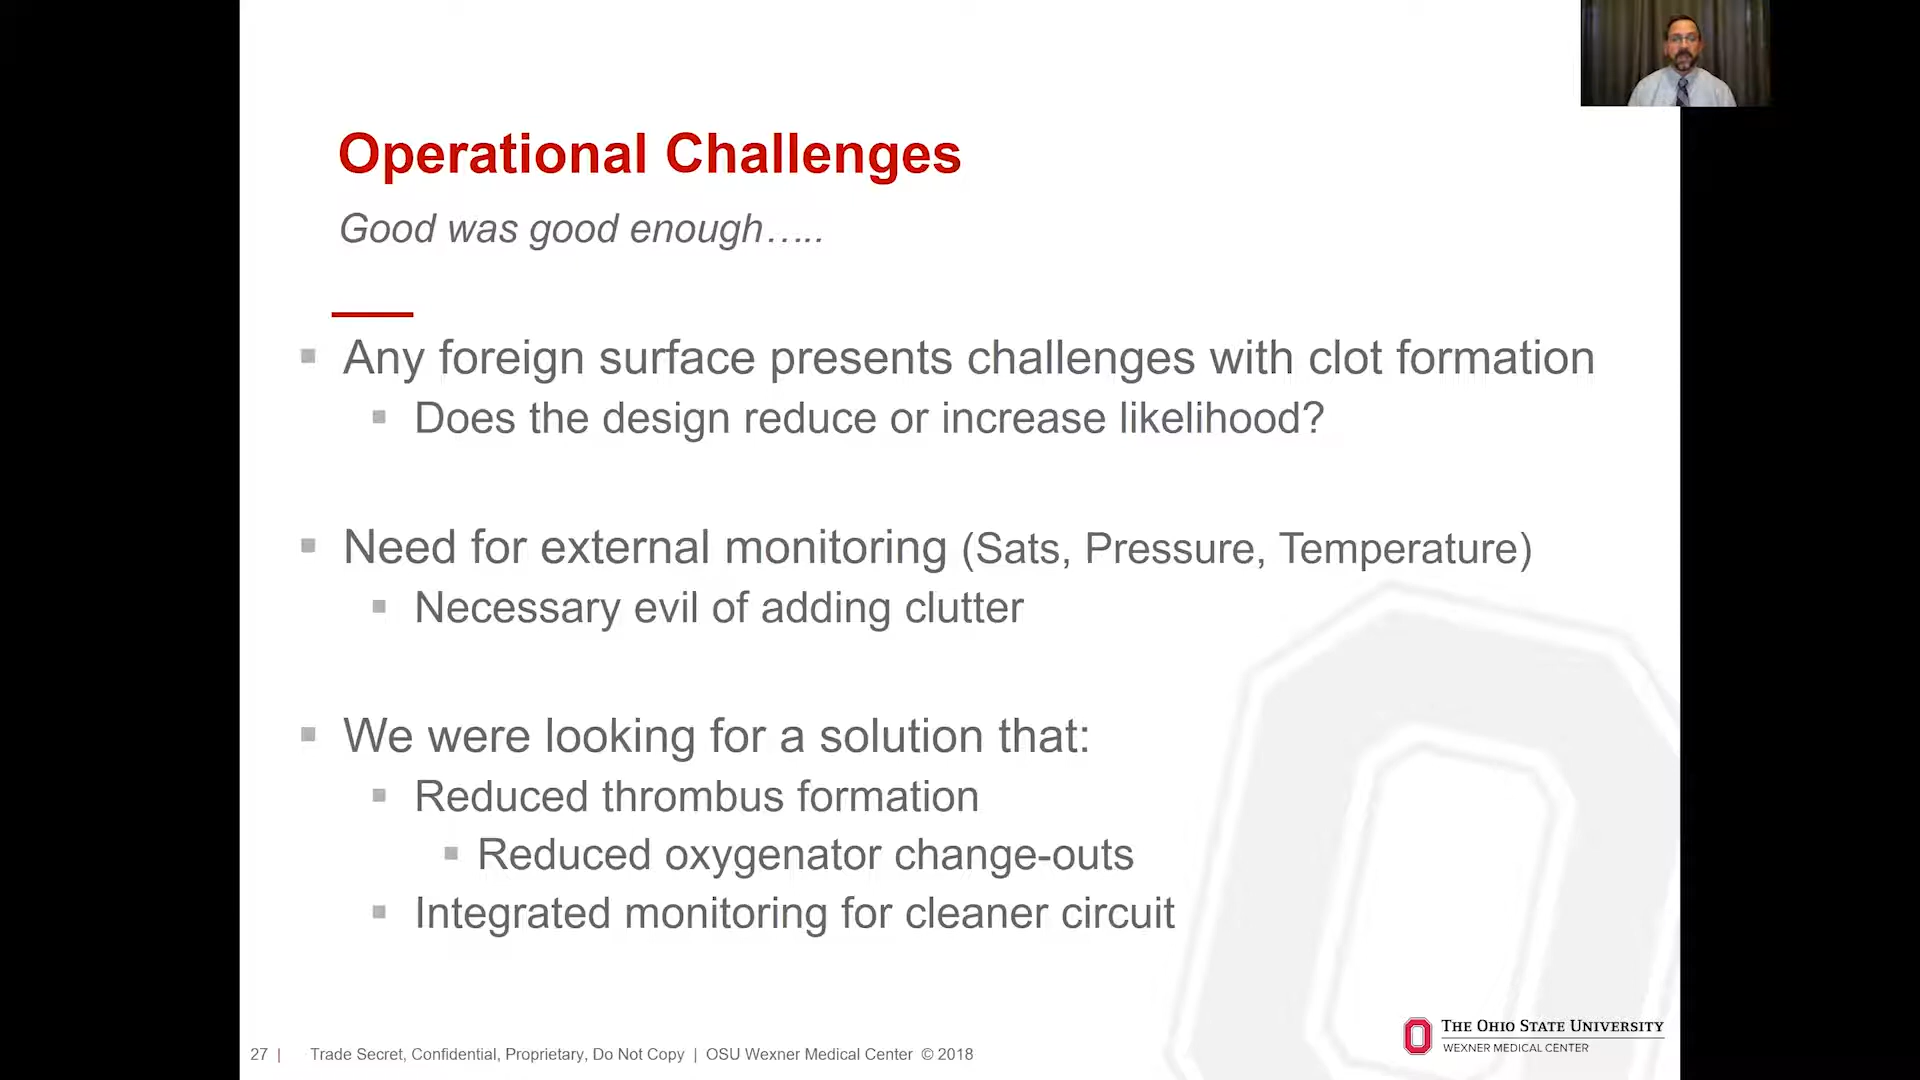 Operational Challenges
Good was good enough…..
Any foreign surface presents challenges with clot formation
Does the design reduce or increase likelihood?
Need for external monitoring (Sats, Pressure, Temperature)
Necessary evil of adding clutter
We were looking for a solution that:
Reduced thrombus formation
Reduced oxygenator change-outs
Integrated monitoring for cleaner circuit
THE OHIO STATE UNIVERSITY
WEXNER MEDICAL CENTER
27 | Trade Secret, Confidential, Proprietary, Do Not Copy | OSU Wexner Medical Center © 2018